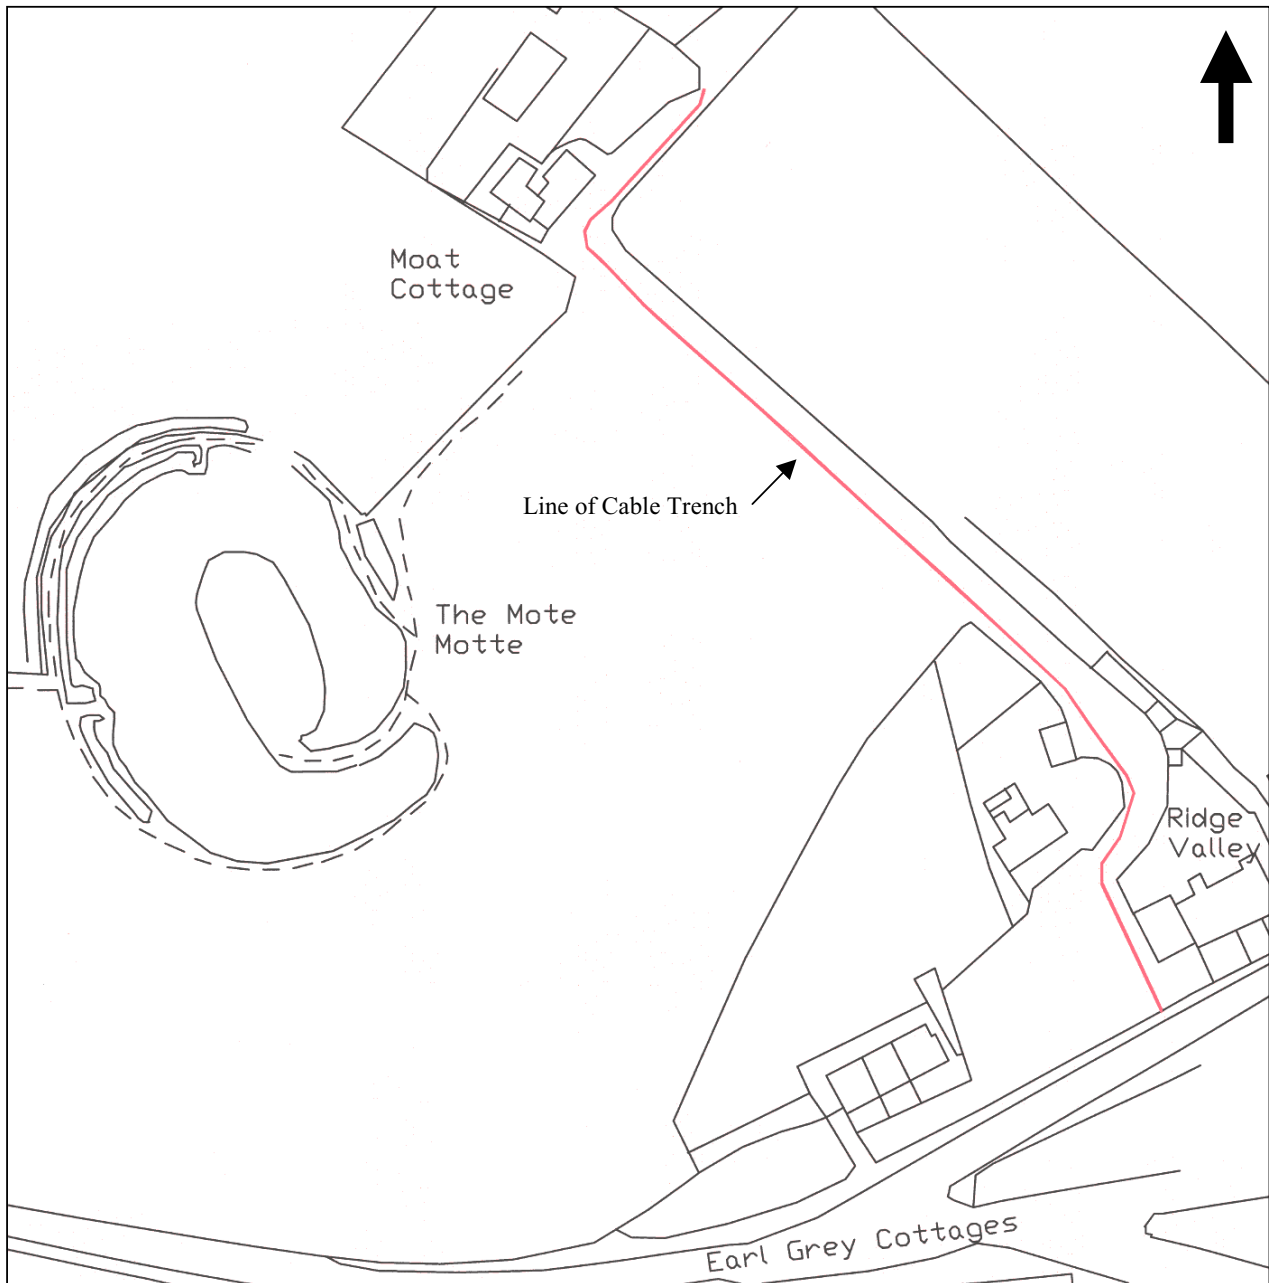 Moat
Cottage
Line of Cable Trench
The Mote
Motte
Ridge
Valley
Earl Grey Cottages